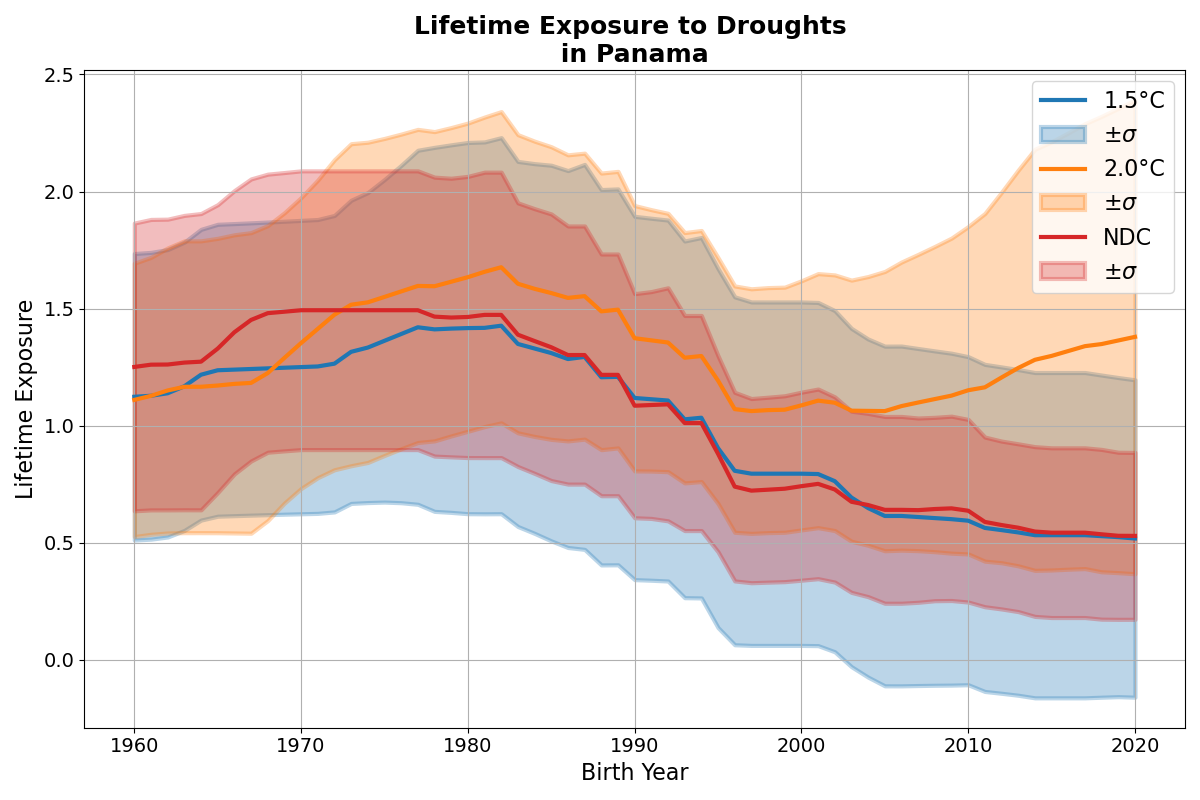 Lifetime Exposure to Droughts
in Panama
2.5
2.0
1.5
1.0
0.5
0.0
Lifetime Exposure
1960
1970
1980
1990
2000
2010
2020
Birth Year
1.5°C
±σ
2.0°C
±σ
NDC
±σ